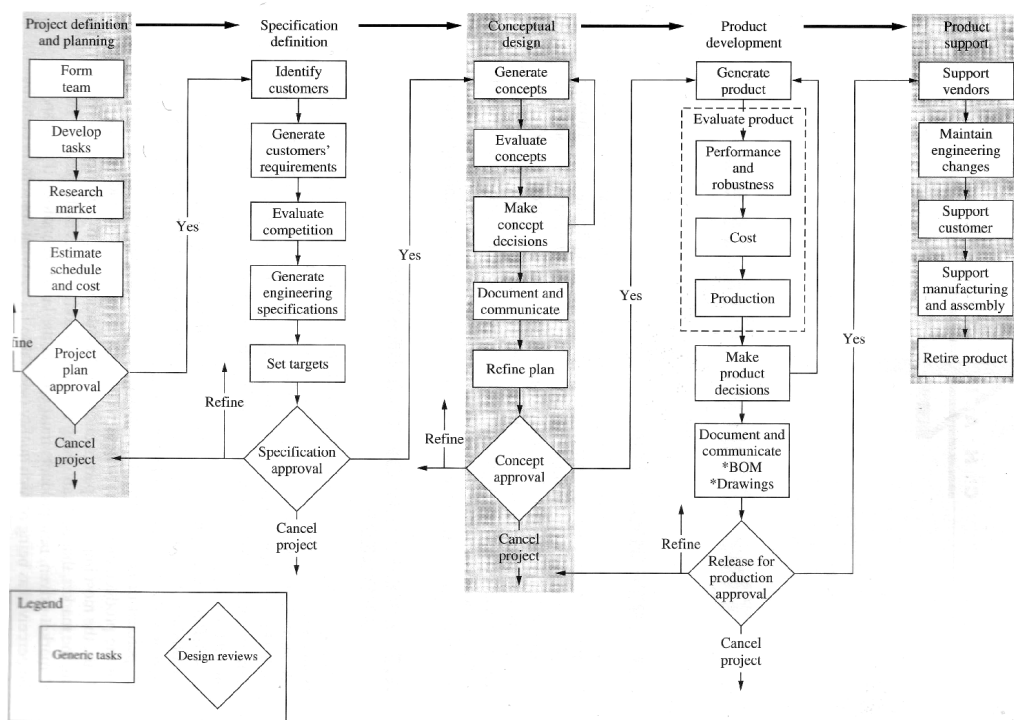 Project definition
and planning
Form
team
Develop
tasks
Research
market
Estimate
schedule
and cost
Project
plan
approval
Cancel
project
Yes
Specification
definition
Identify
customers
Generate
customers'
requirements
Evaluate
competition
Generate
engineering
specifications
Set targets
Refine
Specification
approval
Cancel
project
Yes
Conceptual
design
Generate
concepts
Evaluate
concepts
Make
concept
decisions
Document and
communicate
Refine plan
Refine
Concept
approval
Cancel
project
Yes
Product
development
Generate
product
Evaluate product
Performance
and
robustness
Cost
Production
Make
product
decisions
Document and
communicate
*BOM
*Drawings
Refine
Release for
production
approval
Cancel
project
Yes
Product
support
Support
vendors
Maintain
engineering
changes
Support
customer
Support
manufacturing
and assembly
Retire product
Legend
Generic tasks
Design reviews